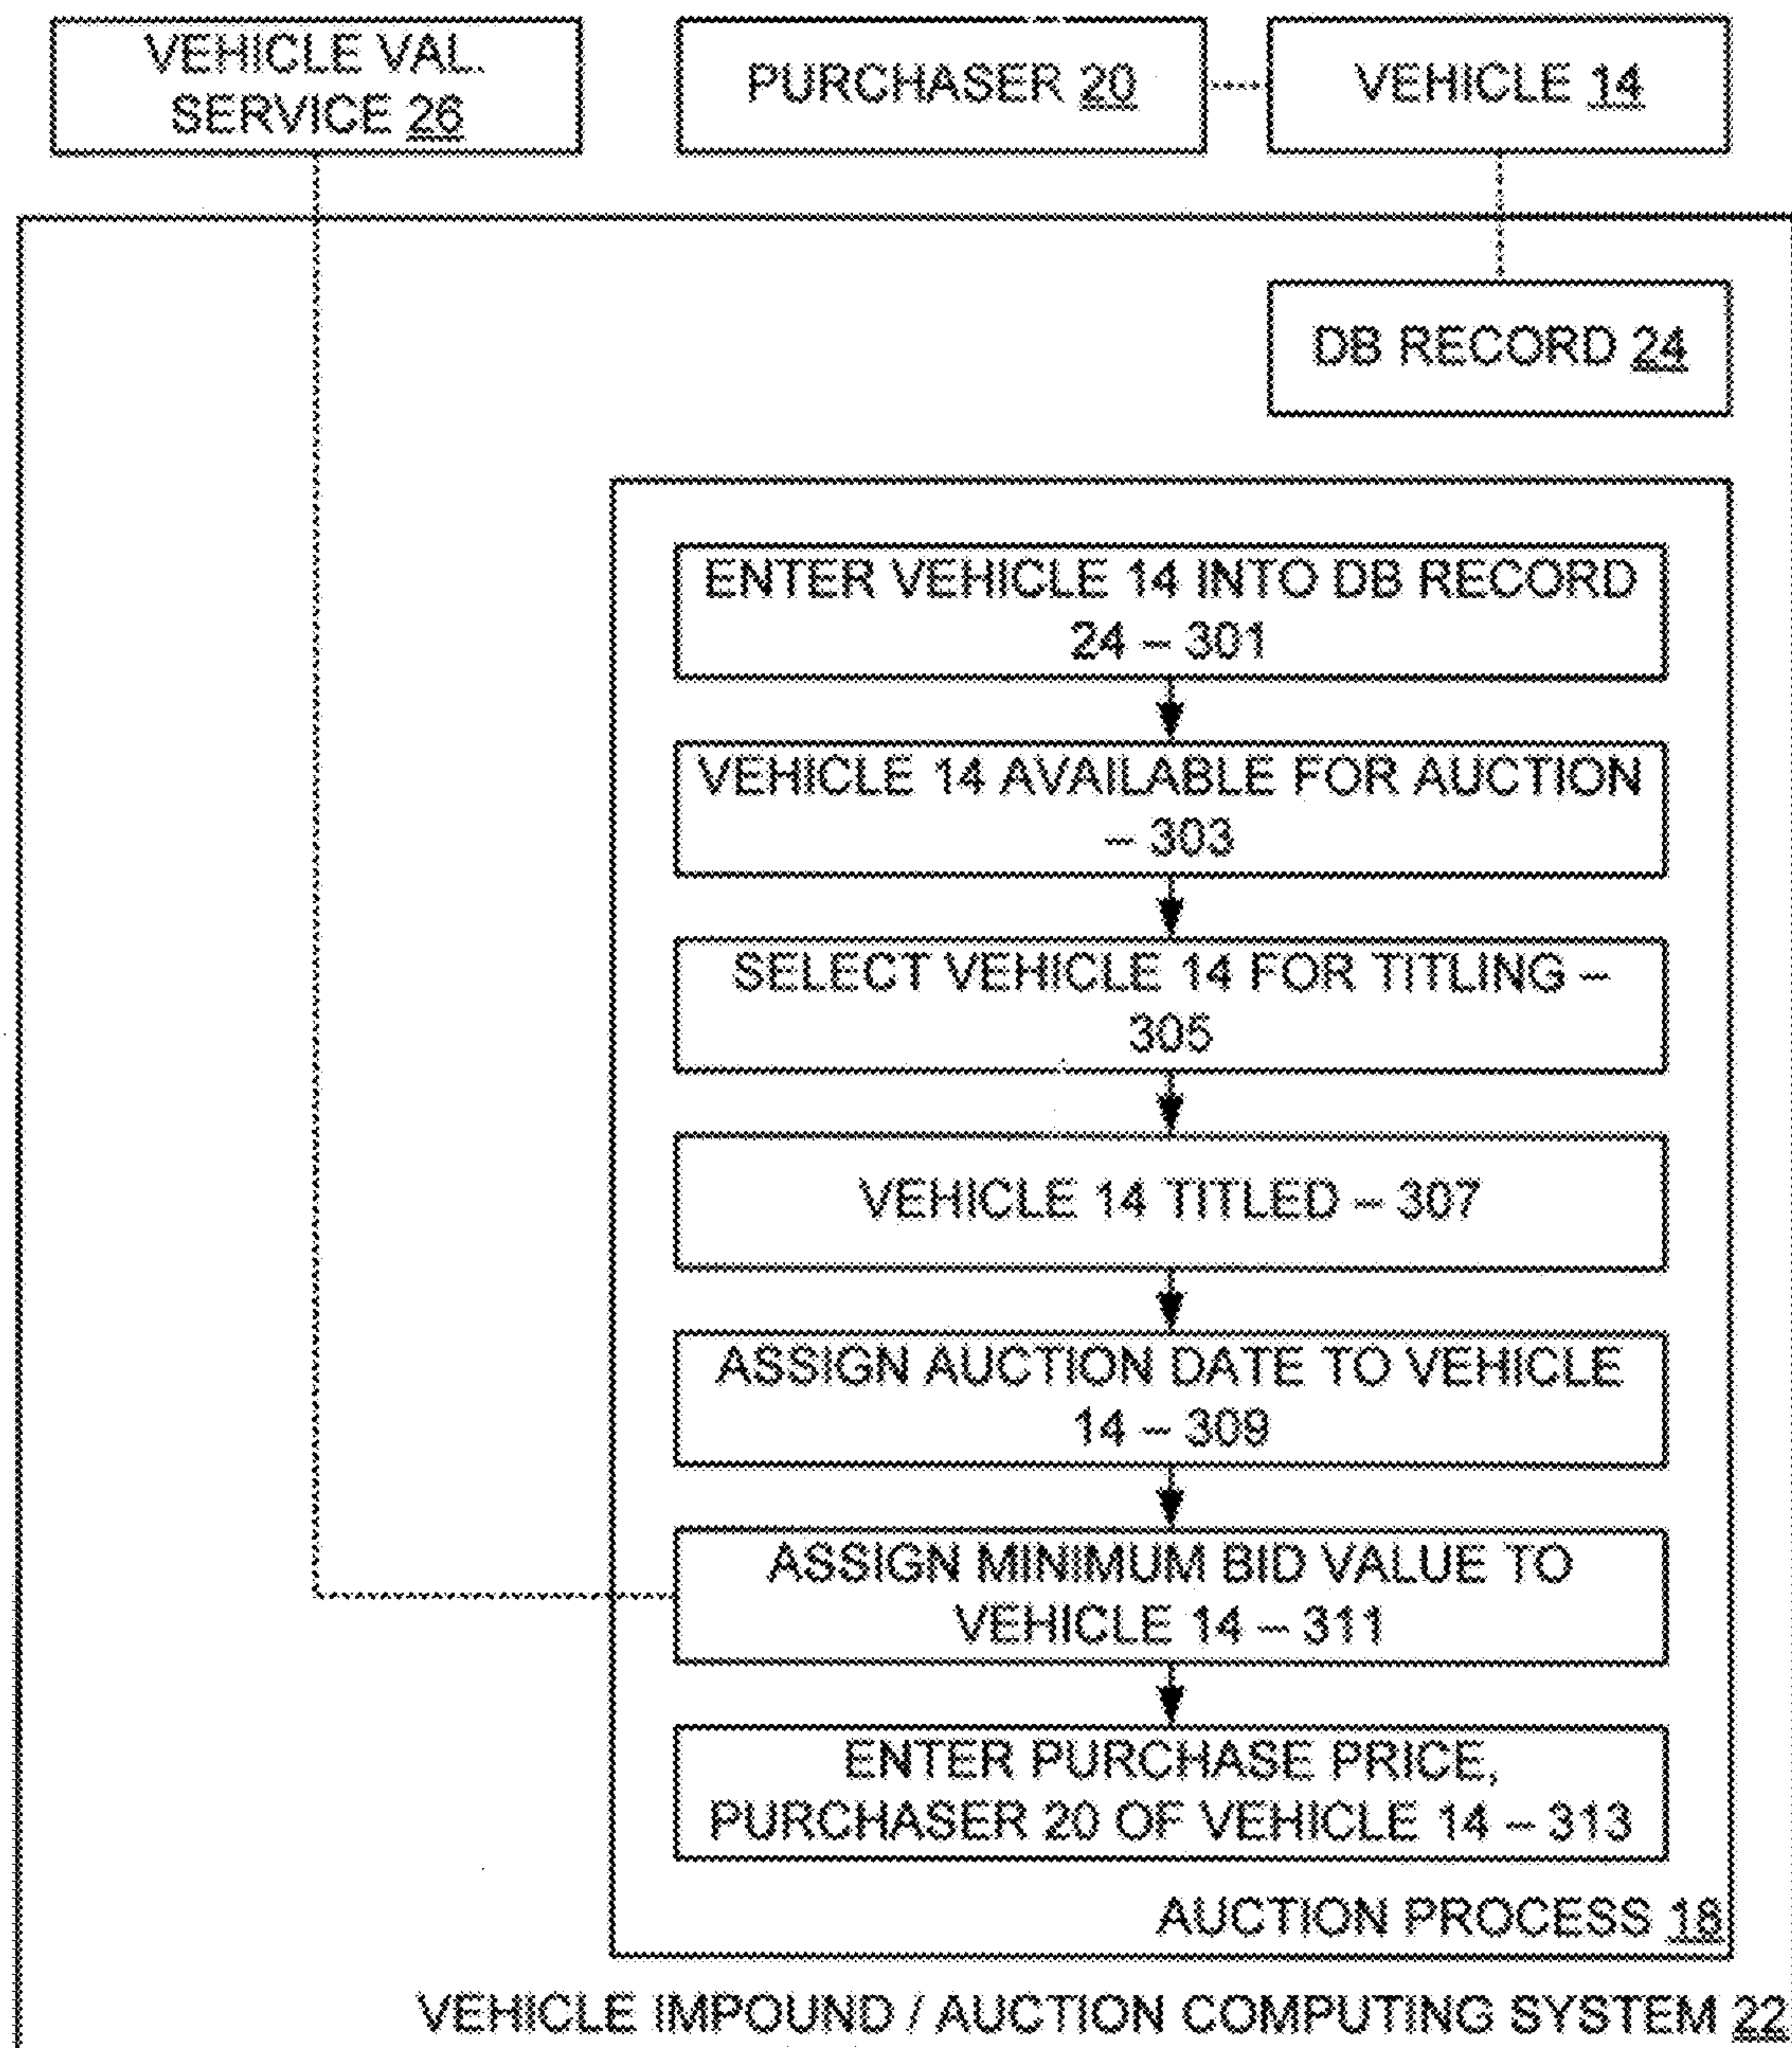 VEHICLE VAL.
SERVICE 26
PURCHASER 20
VEHICLE 14
DB RECORD 24
ENTER VEHICLE 14 INTO DB RECORD
24 – 301
VEHICLE 14 AVAILABLE FOR AUCTION
– 303
SELECT VEHICLE 14 FOR TITLING –
305
VEHICLE 14 TITLED – 307
ASSIGN AUCTION DATE TO VEHICLE
14 – 309
ASSIGN MINIMUM BID VALUE TO
VEHICLE 14 – 311
ENTER PURCHASE PRICE,
PURCHASER 20 OF VEHICLE 14 – 313
AUCTION PROCESS 18
VEHICLE IMPOUND / AUCTION COMPUTING SYSTEM 22